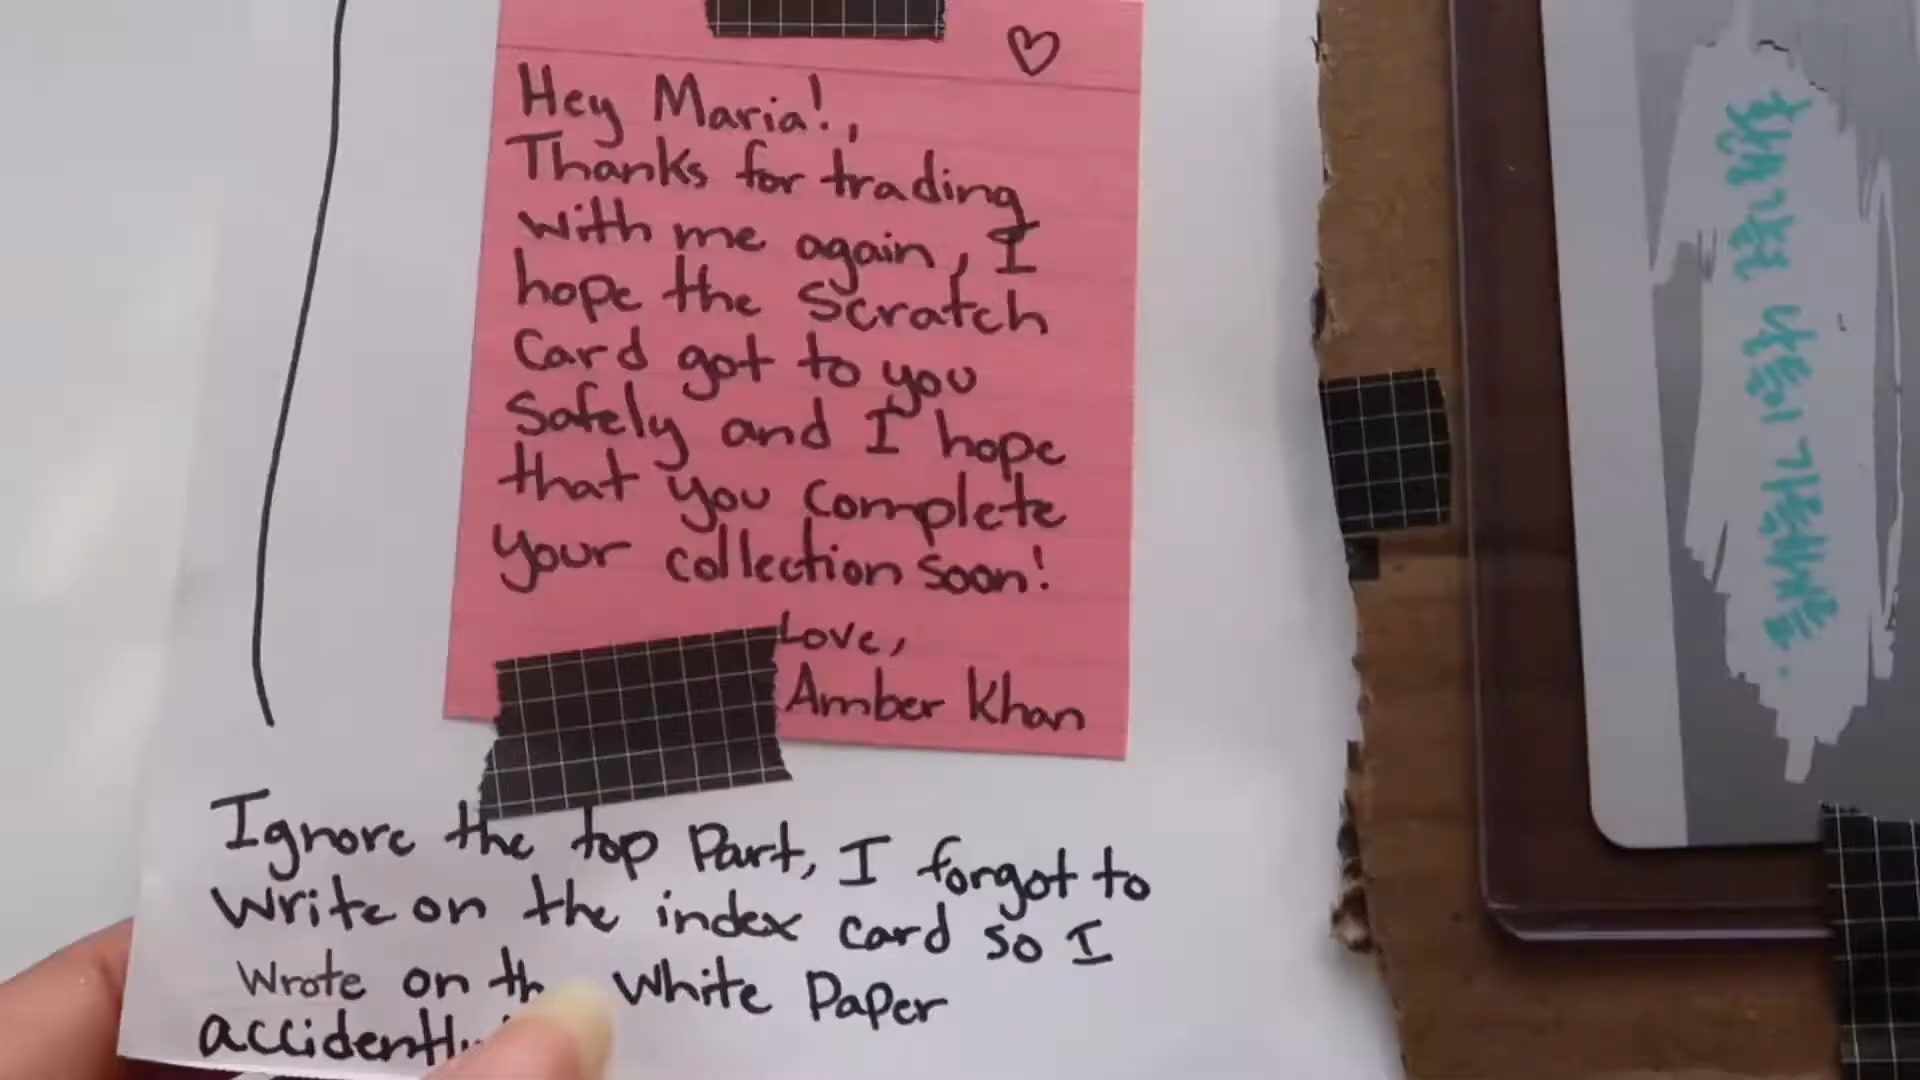 Hey Maria!,
Thanks for trading
with me again, I
hope the Scratch
Card got to you
Safely and I hope
that you complete
your collection soon!
Love,
Amber Khan
Ignore the top Part, I forgot to
Write on the index card so I
Wrote on th White Paper
accidently